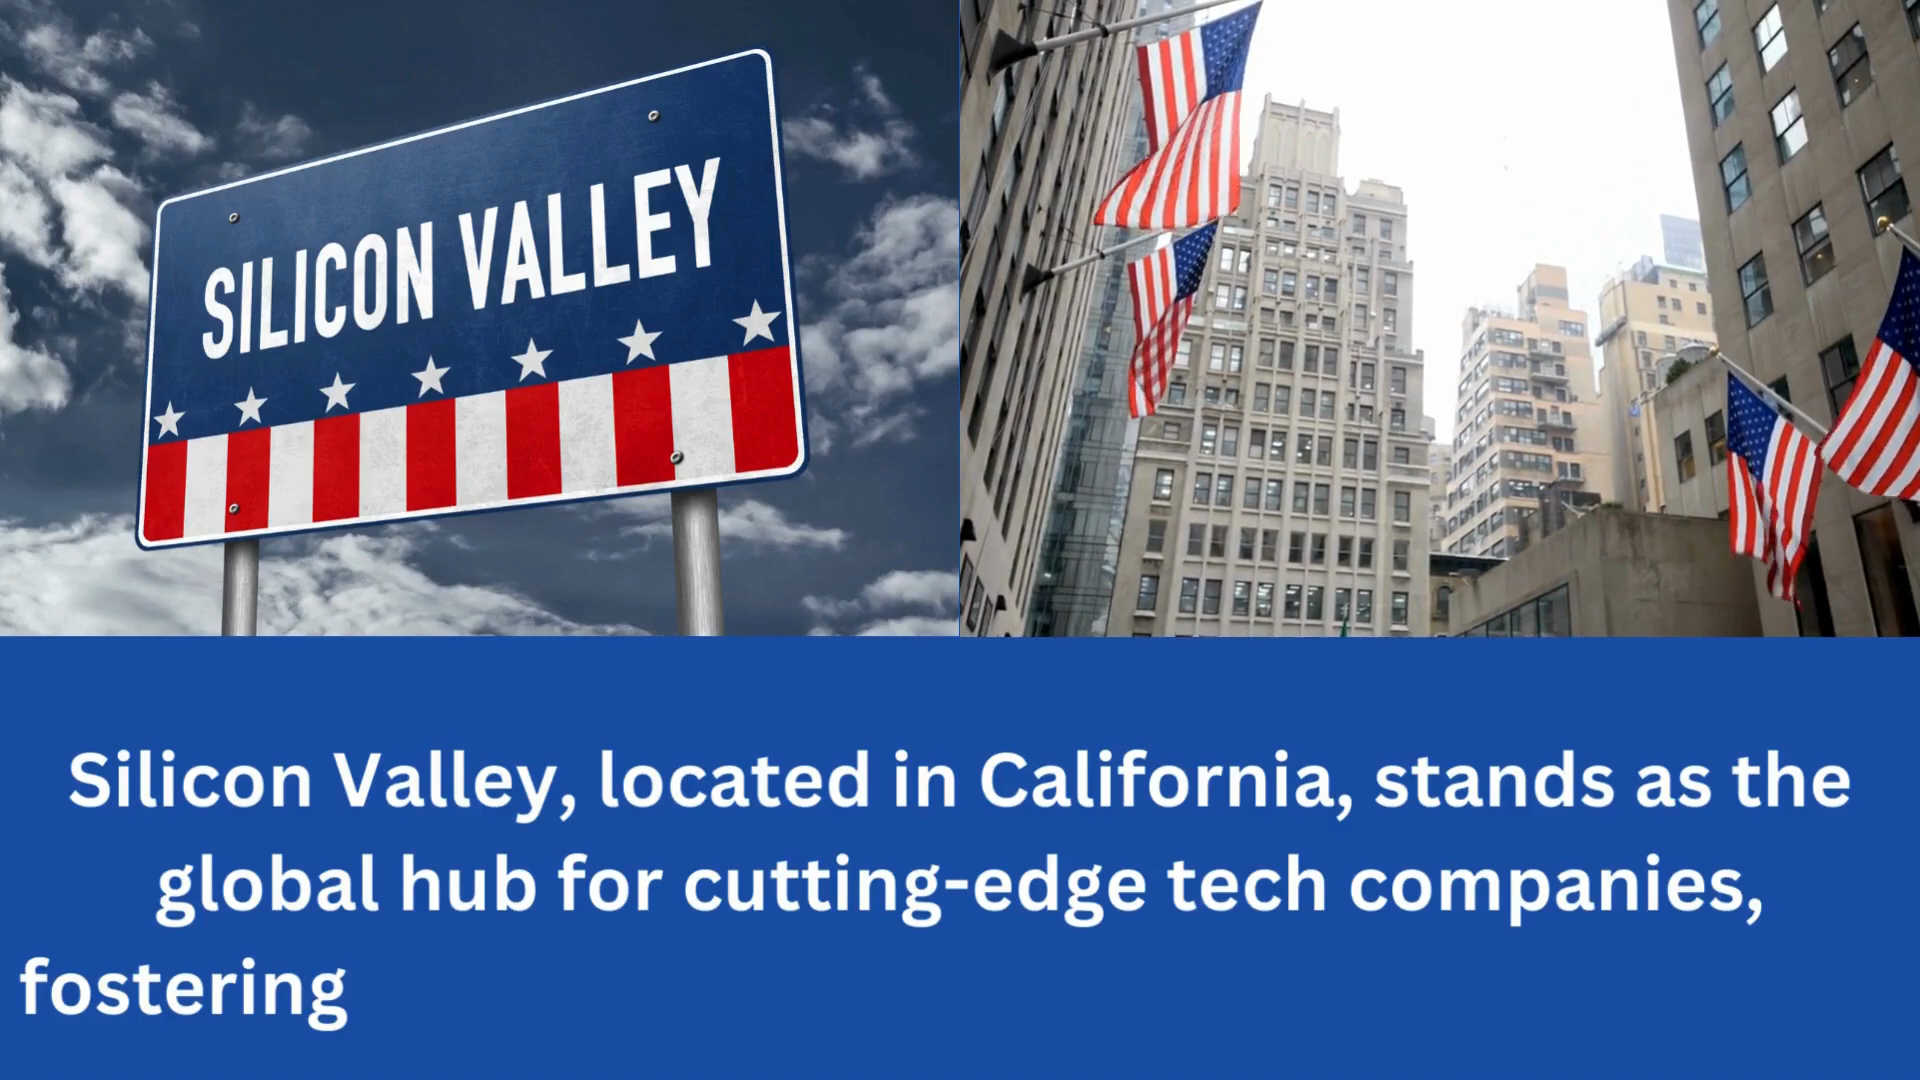 SILICON VALLEY
Silicon Valley, located in California, stands as the
global hub for cutting-edge tech companies,
fostering